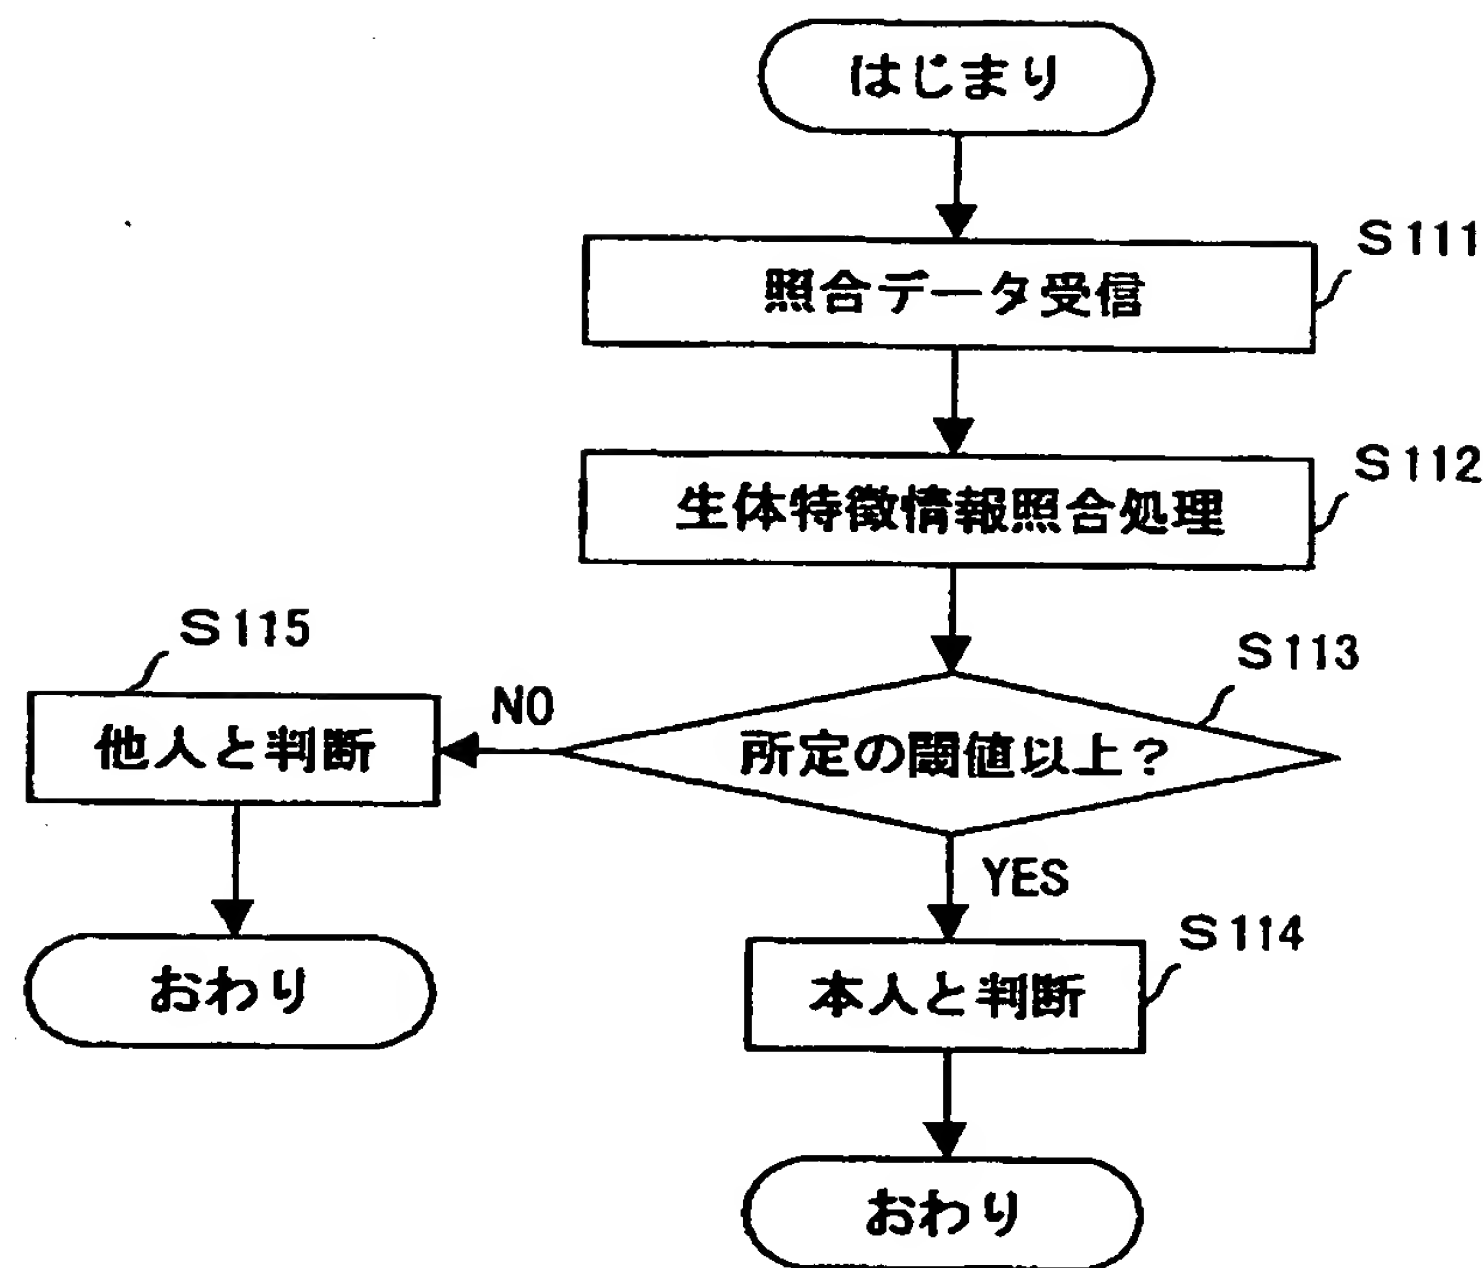 はじまり
S111
照合データ受信
S112
生体特徴情報照合処理
S113
所定の閾値以上?
NO
S115
他人と判断
おわり
YES
S114
本人と判断
おわり